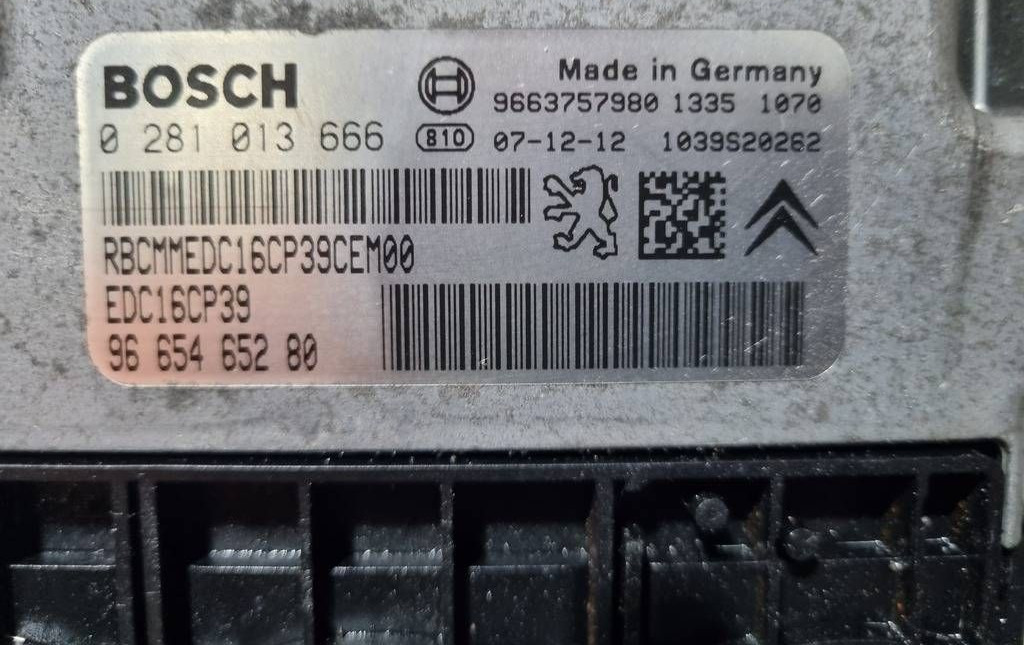 BOSCH
Made in Germany
9663757980 1335 1070
0 281 013 666
810
07-12-12 1039S20262
RBCMMEDC16CP39CEM00
EDC16CP39
96 654 652 80